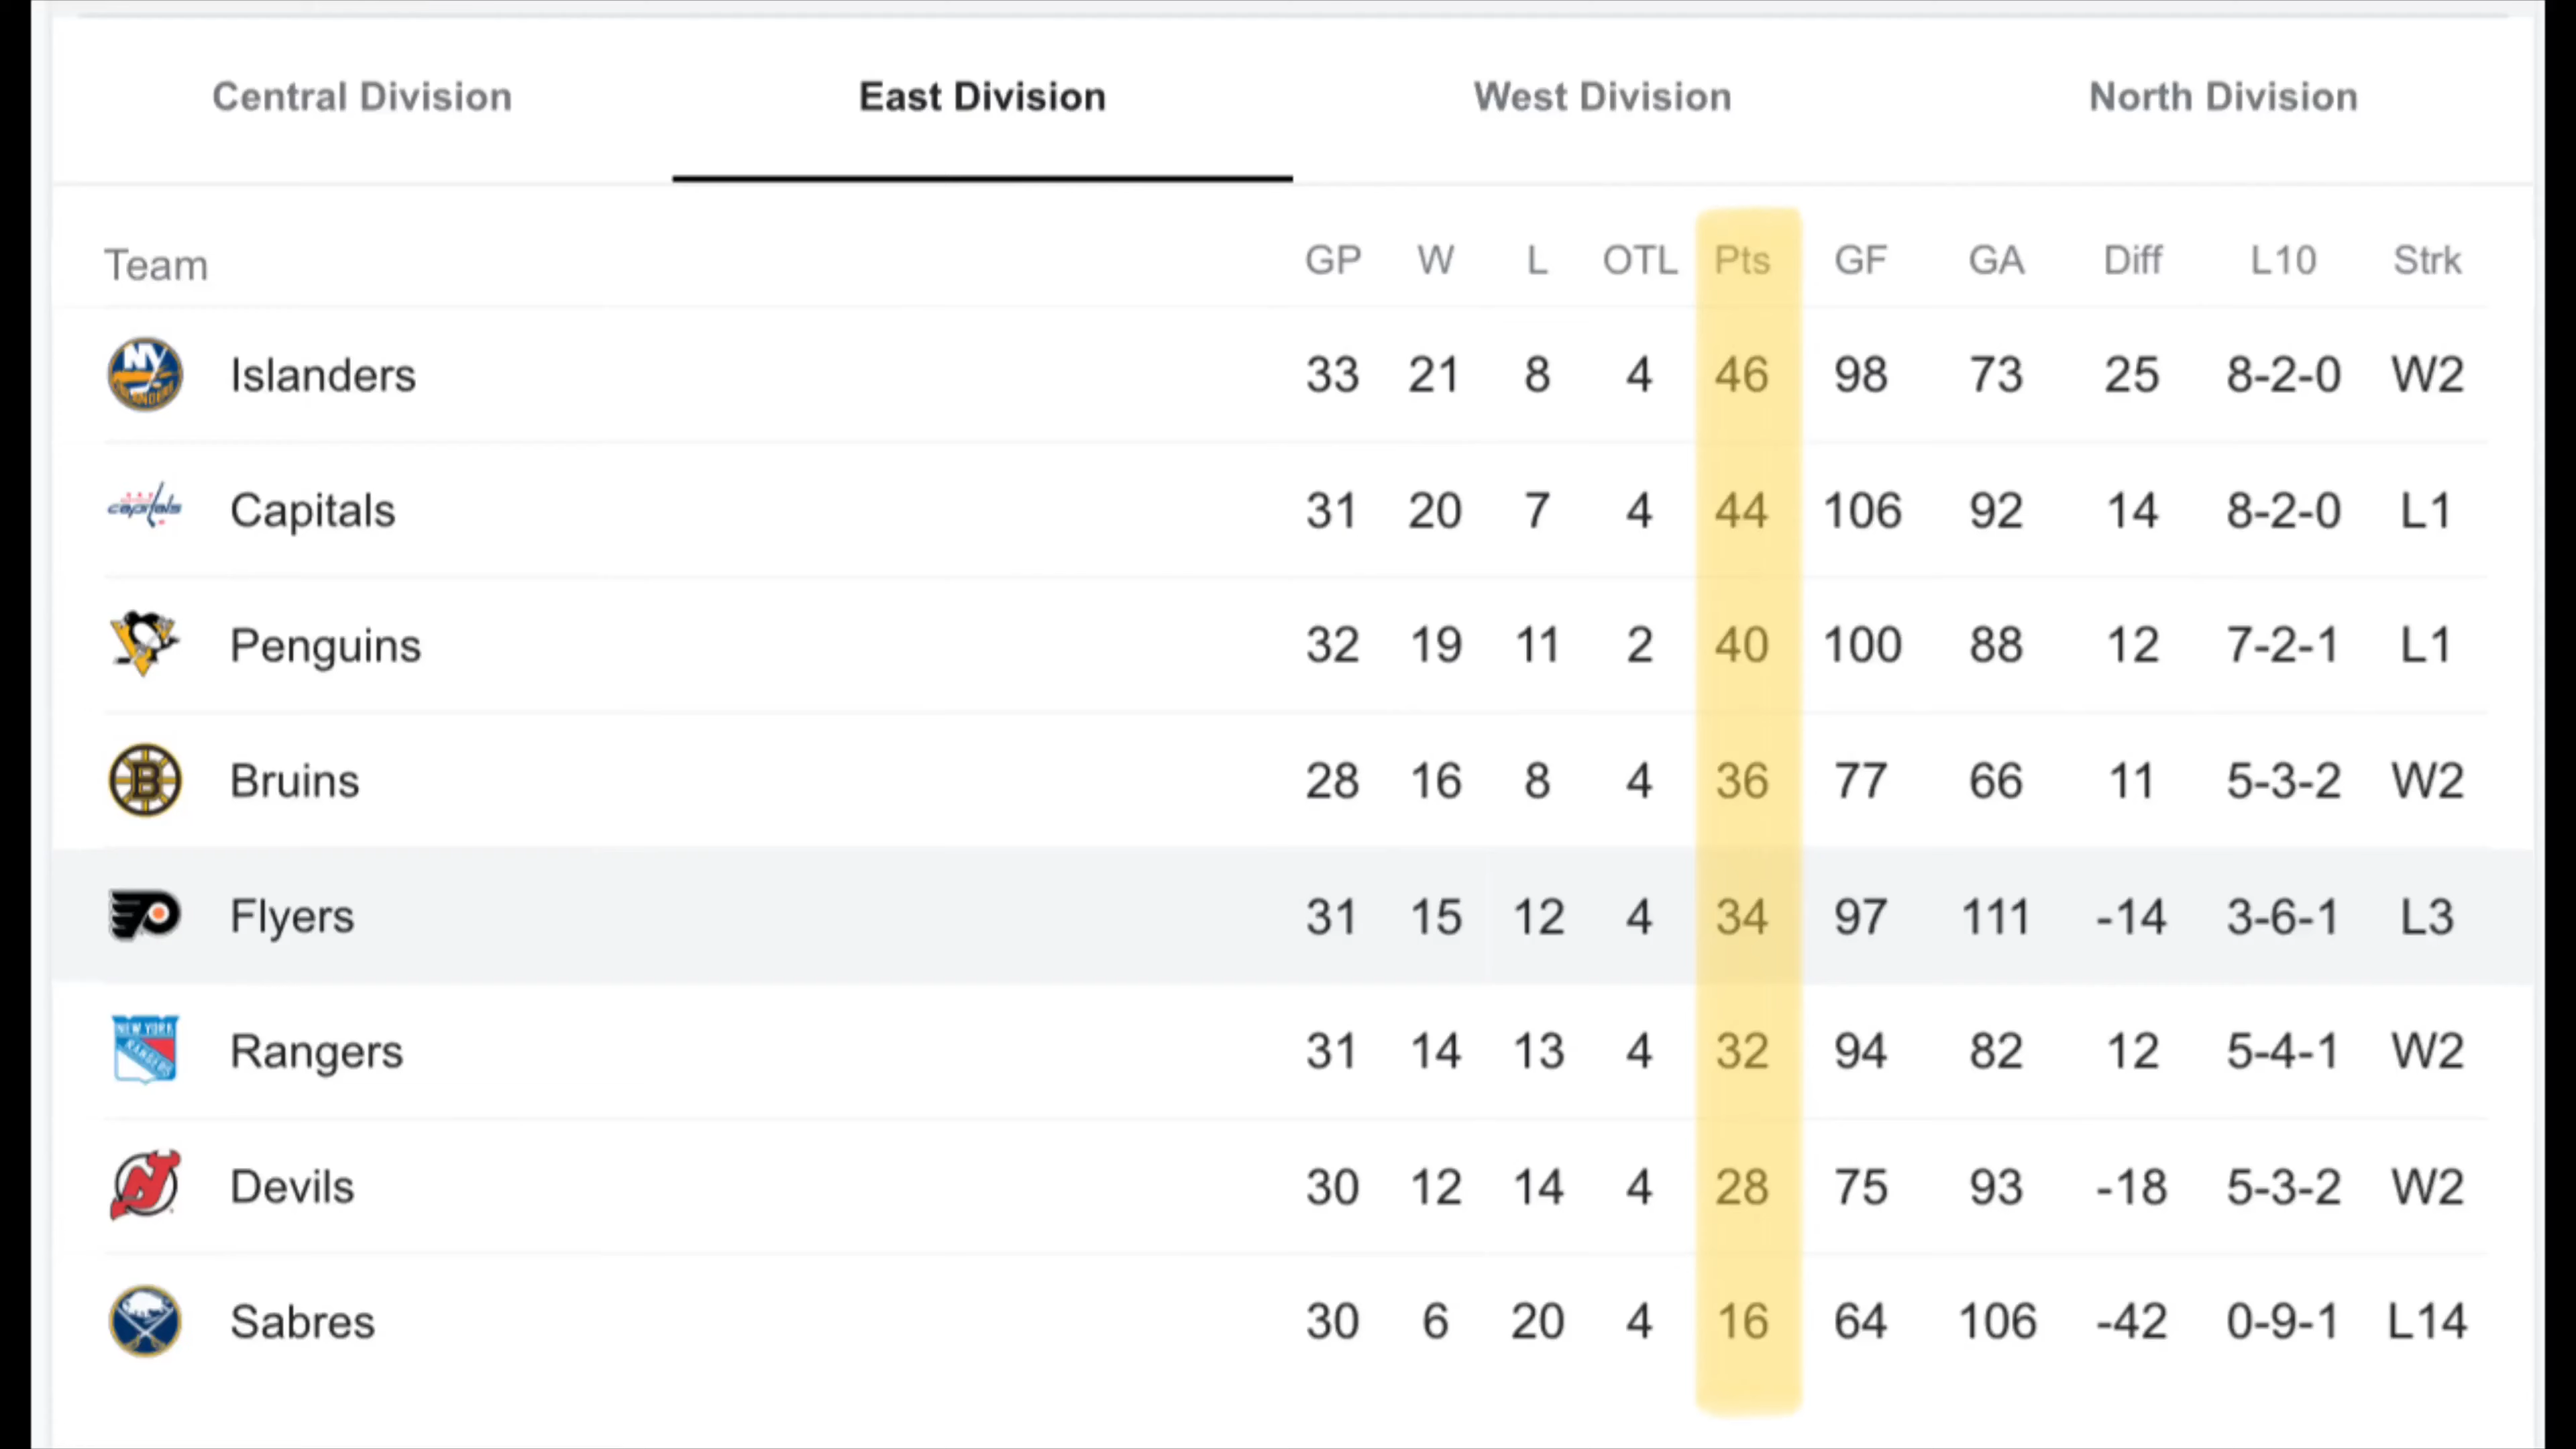 Central Division East Division West Division North Division
Team GP W L OTL Pts GF GA Diff L10 Strk
NY Islanders 33 21 8 4 46 98 73 25 8-2-0 W2
capitals Capitals 31 20 7 4 44 106 92 14 8-2-0 L1
Penguins 32 19 11 2 40 100 88 12 7-2-1 L1
B Bruins 28 16 8 4 36 77 66 11 5-3-2 W2
Flyers 31 15 12 4 34 97 111 -14 3-6-1 L3
NEW YORK RANGERS Rangers 31 14 13 4 32 94 82 12 5-4-1 W2
Devils 30 12 14 4 28 75 93 -18 5-3-2 W2
Sabres 30 6 20 4 16 64 106 -42 0-9-1 L14